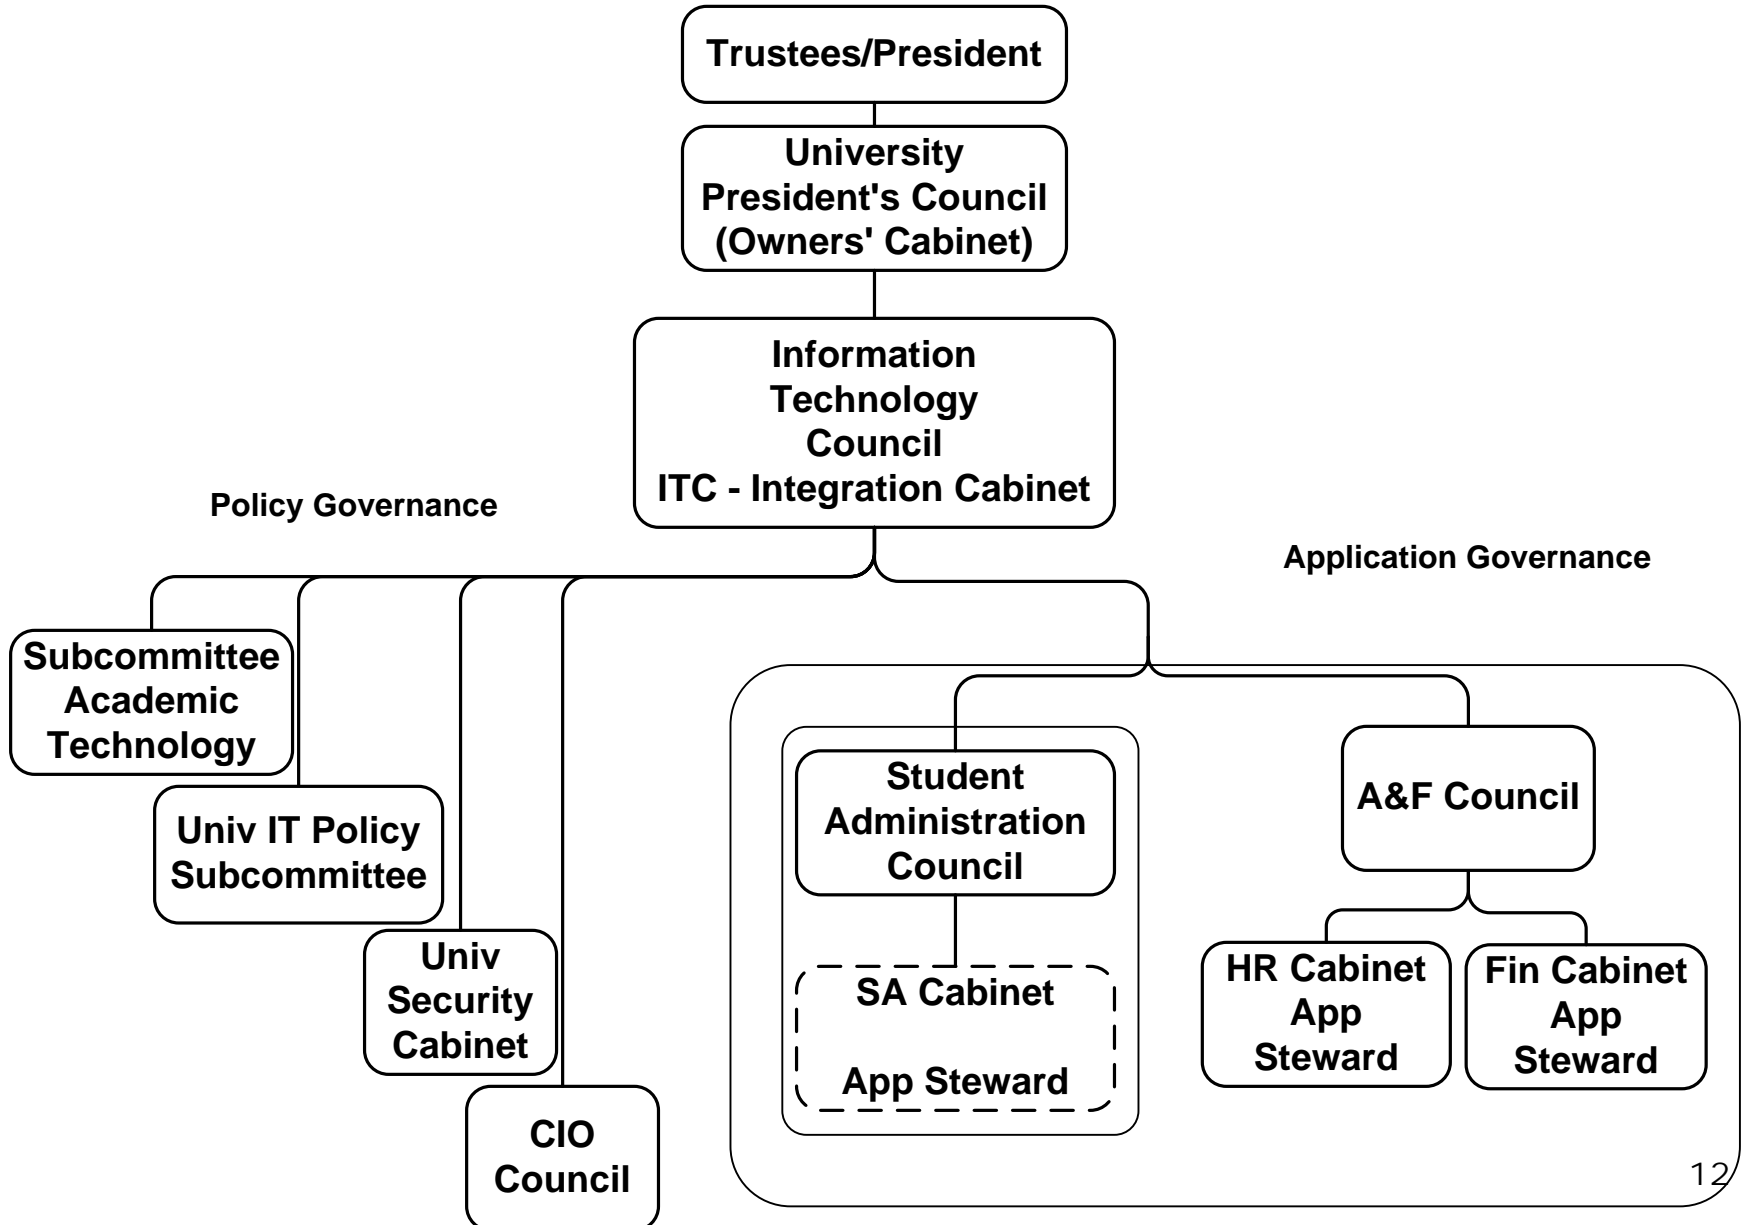 Trustees/President
University
President's Council
(Owners' Cabinet)
Information
Technology
Council
ITC - Integration Cabinet
Policy Governance
Application Governance
Subcommittee
Academic
Technology
Univ IT Policy
Subcommittee
Univ
Security
Cabinet
CIO
Council
Student
Administration
Council
SA Cabinet
App Steward
A&F Council
HR Cabinet
App
Steward
Fin Cabinet
App
Steward
12